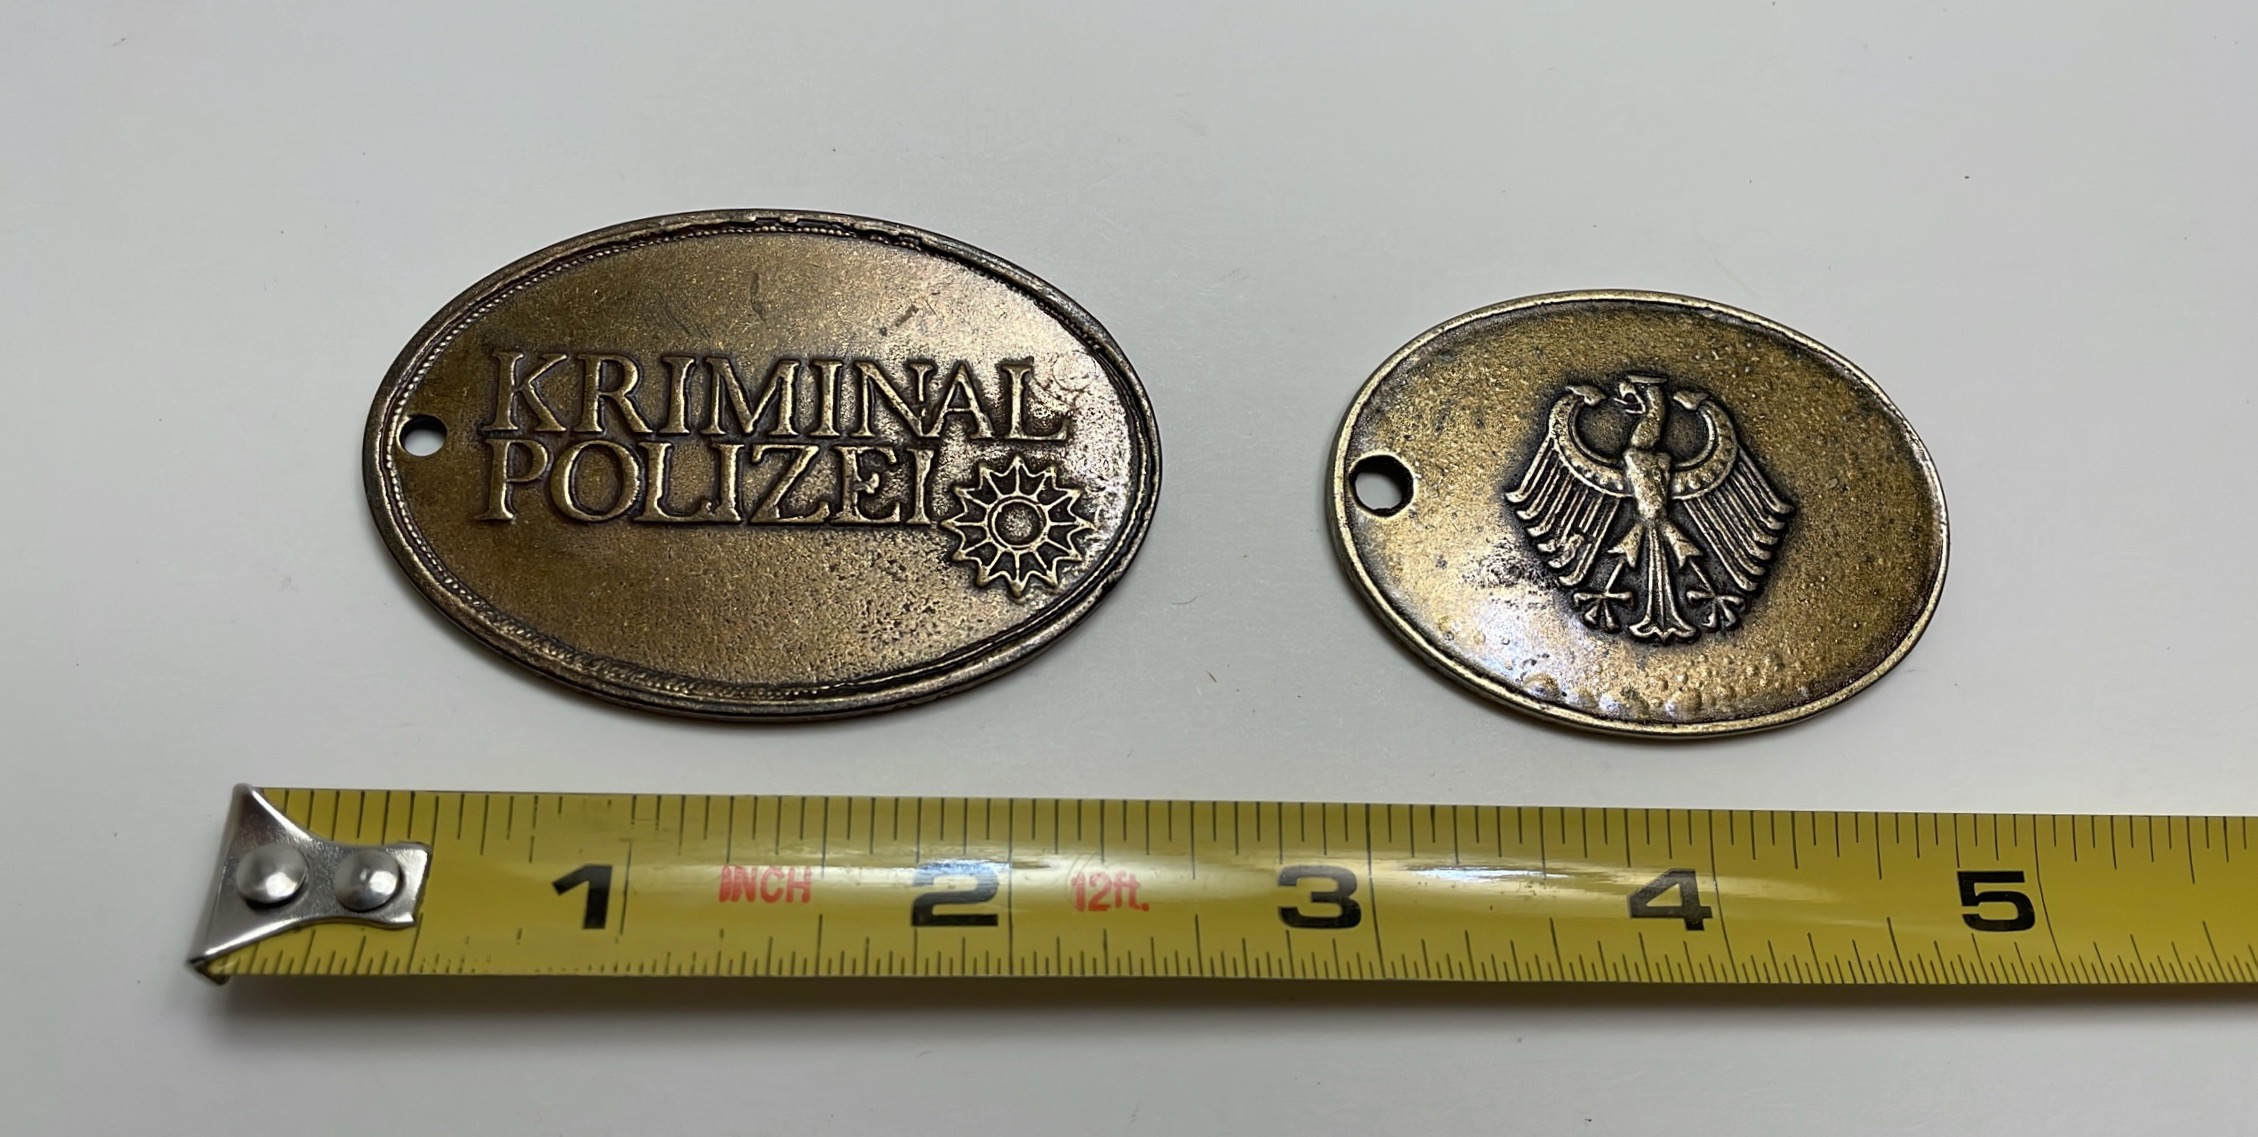 KRIMINAL
POLIZEI
1 INCH 2 12ft. 3 4 5